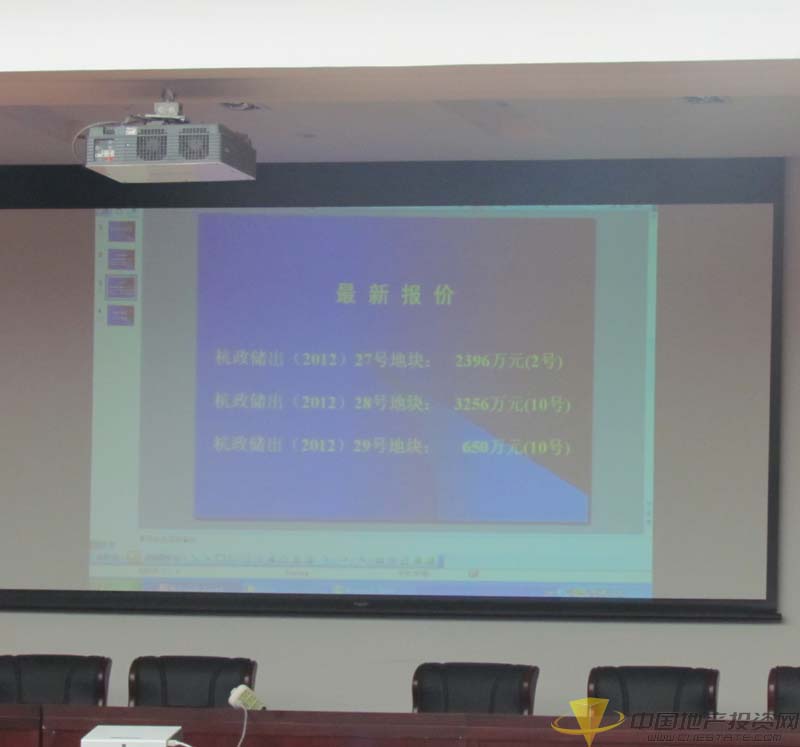 最新报价
杭政储出（2012）27号地块： 2396万元(2号)
杭政储出（2012）28号地块： 3256万元(10号)
杭政储出（2012）29号地块： 650万元(10号)
中国地产投资网
www.CHESTATE.com